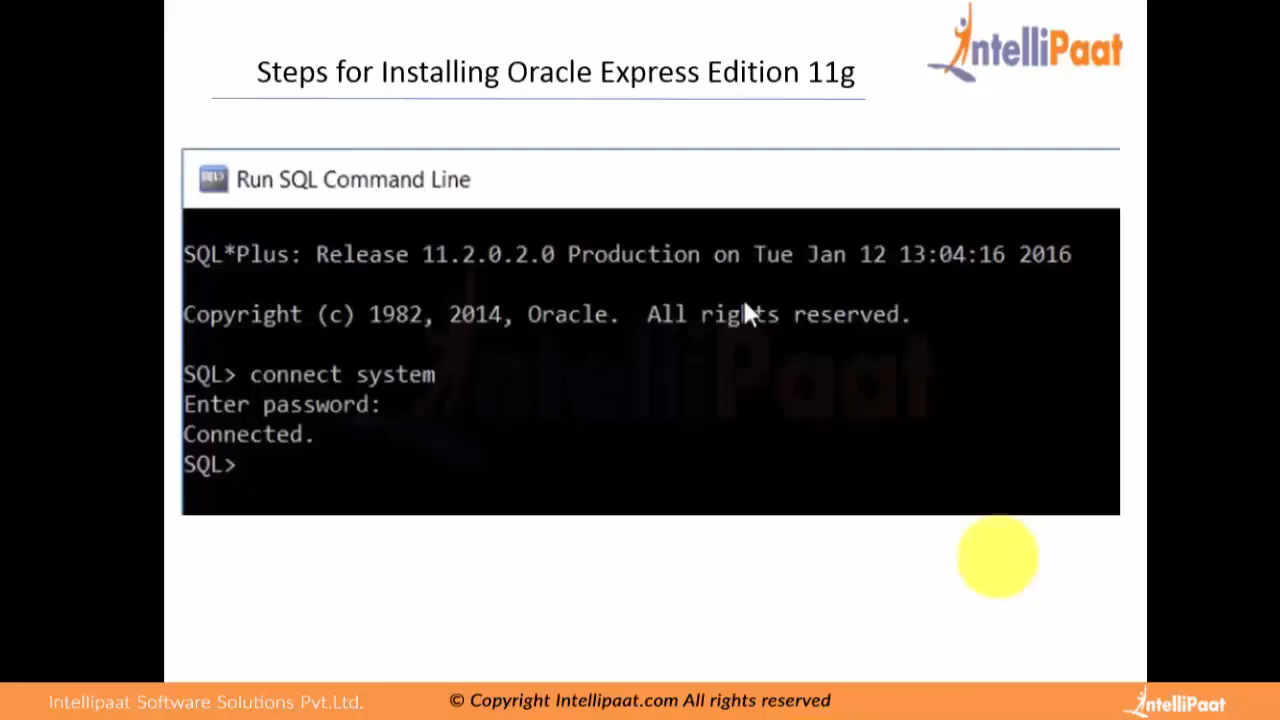 IntelliPaat
Steps for Installing Oracle Express Edition 11g
Run SQL Command Line
SQL*Plus: Release 11.2.0.2.0 Production on Tue Jan 12 13:04:16 2016
Copyright (c) 1982, 2014, Oracle.  All rights reserved.
IntelliPaat
SQL> connect system
Enter password:
Connected.
SQL>
Intellipaat Software Solutions Pvt.Ltd.
© Copyright Intellipaat.com All rights reserved
IntelliPaat